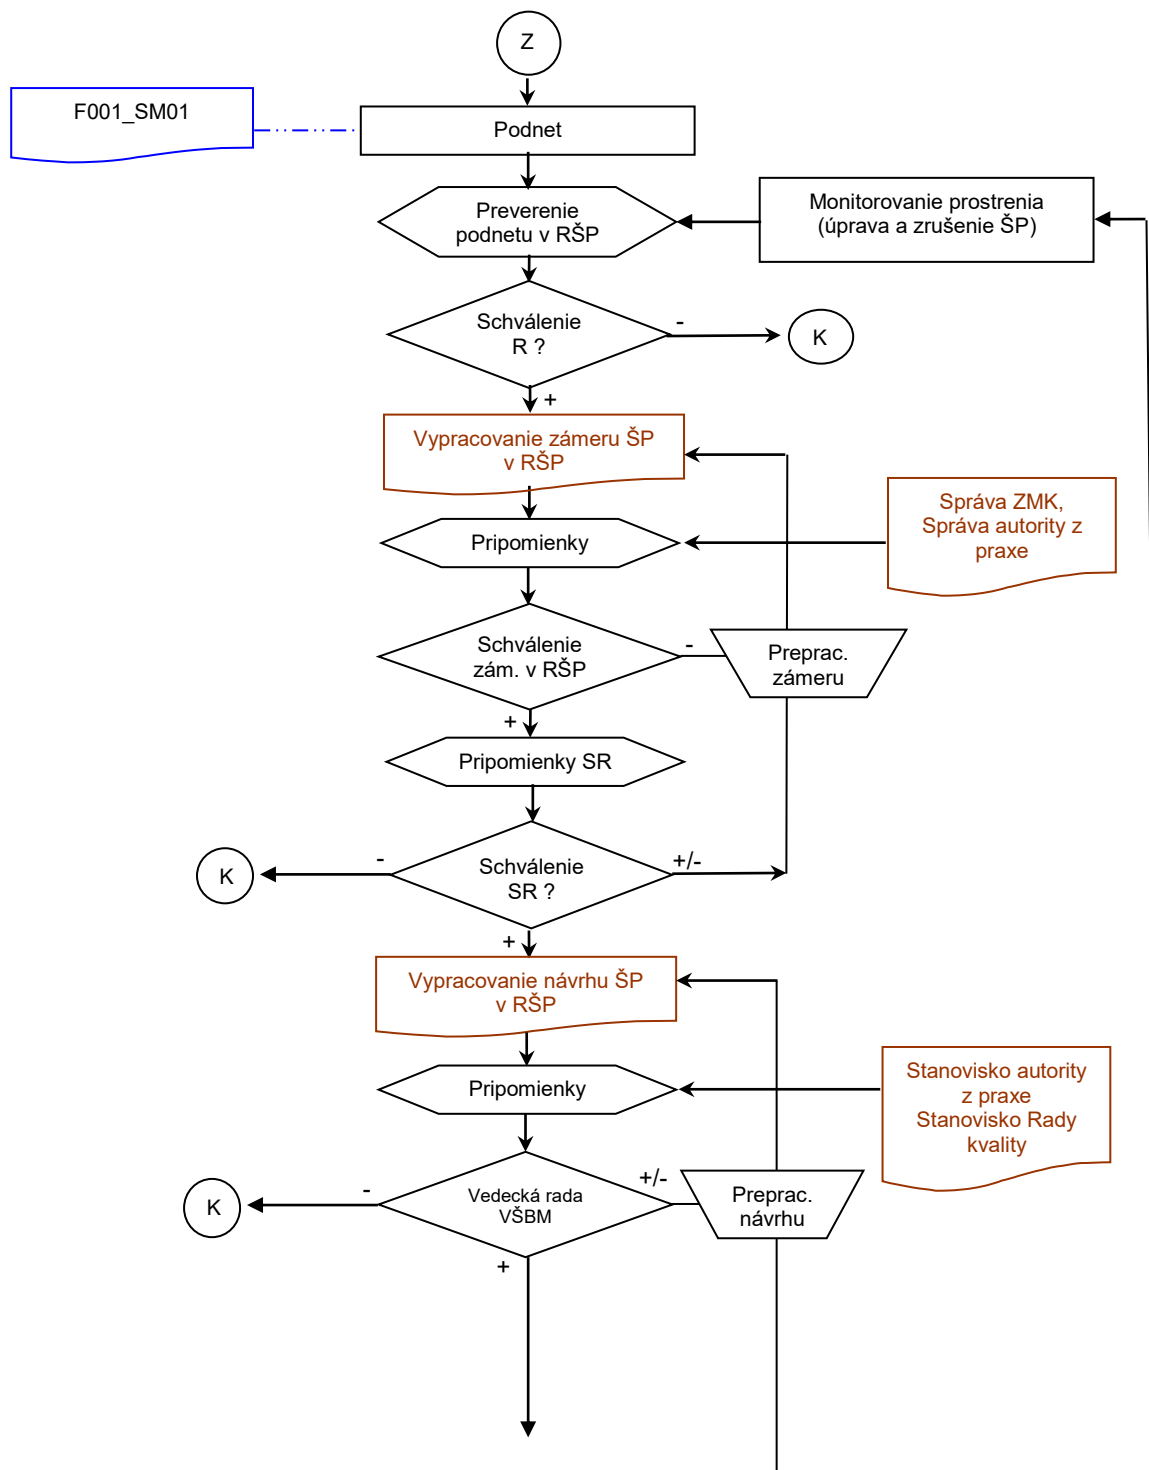 Z
F001_SM01
Podnet
Preverenie
podnetu v RŠP
Monitorovanie prostrenia
(úprava a zrušenie ŠP)
Schválenie
R ?
-
K
+
Vypracovanie zámeru ŠP
v RŠP
Správa ZMK,
Správa autority z
praxe
Pripomienky
Schválenie
zám. v RŠP
-
Preprac.
zámeru
+
Pripomienky SR
-
K
Schválenie
SR ?
+/-
+
Vypracovanie návrhu ŠP
v RŠP
Pripomienky
Stanovisko autority
z praxe
Stanovisko Rady
kvality
-
K
Vedecká rada
VŠBM
+/-
Preprac.
návrhu
+